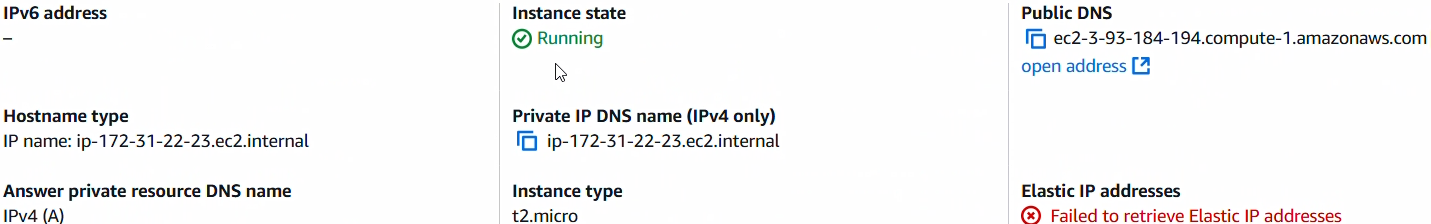 IPv6 address
–
Instance state
Running
Public DNS
ec2-3-93-184-194.compute-1.amazonaws.com
open address
Hostname type
IP name: ip-172-31-22-23.ec2.internal
Private IP DNS name (IPv4 only)
ip-172-31-22-23.ec2.internal
Answer private resource DNS name
IPv4 (A)
Instance type
t2.micro
Elastic IP addresses
Failed to retrieve Elastic IP addresses